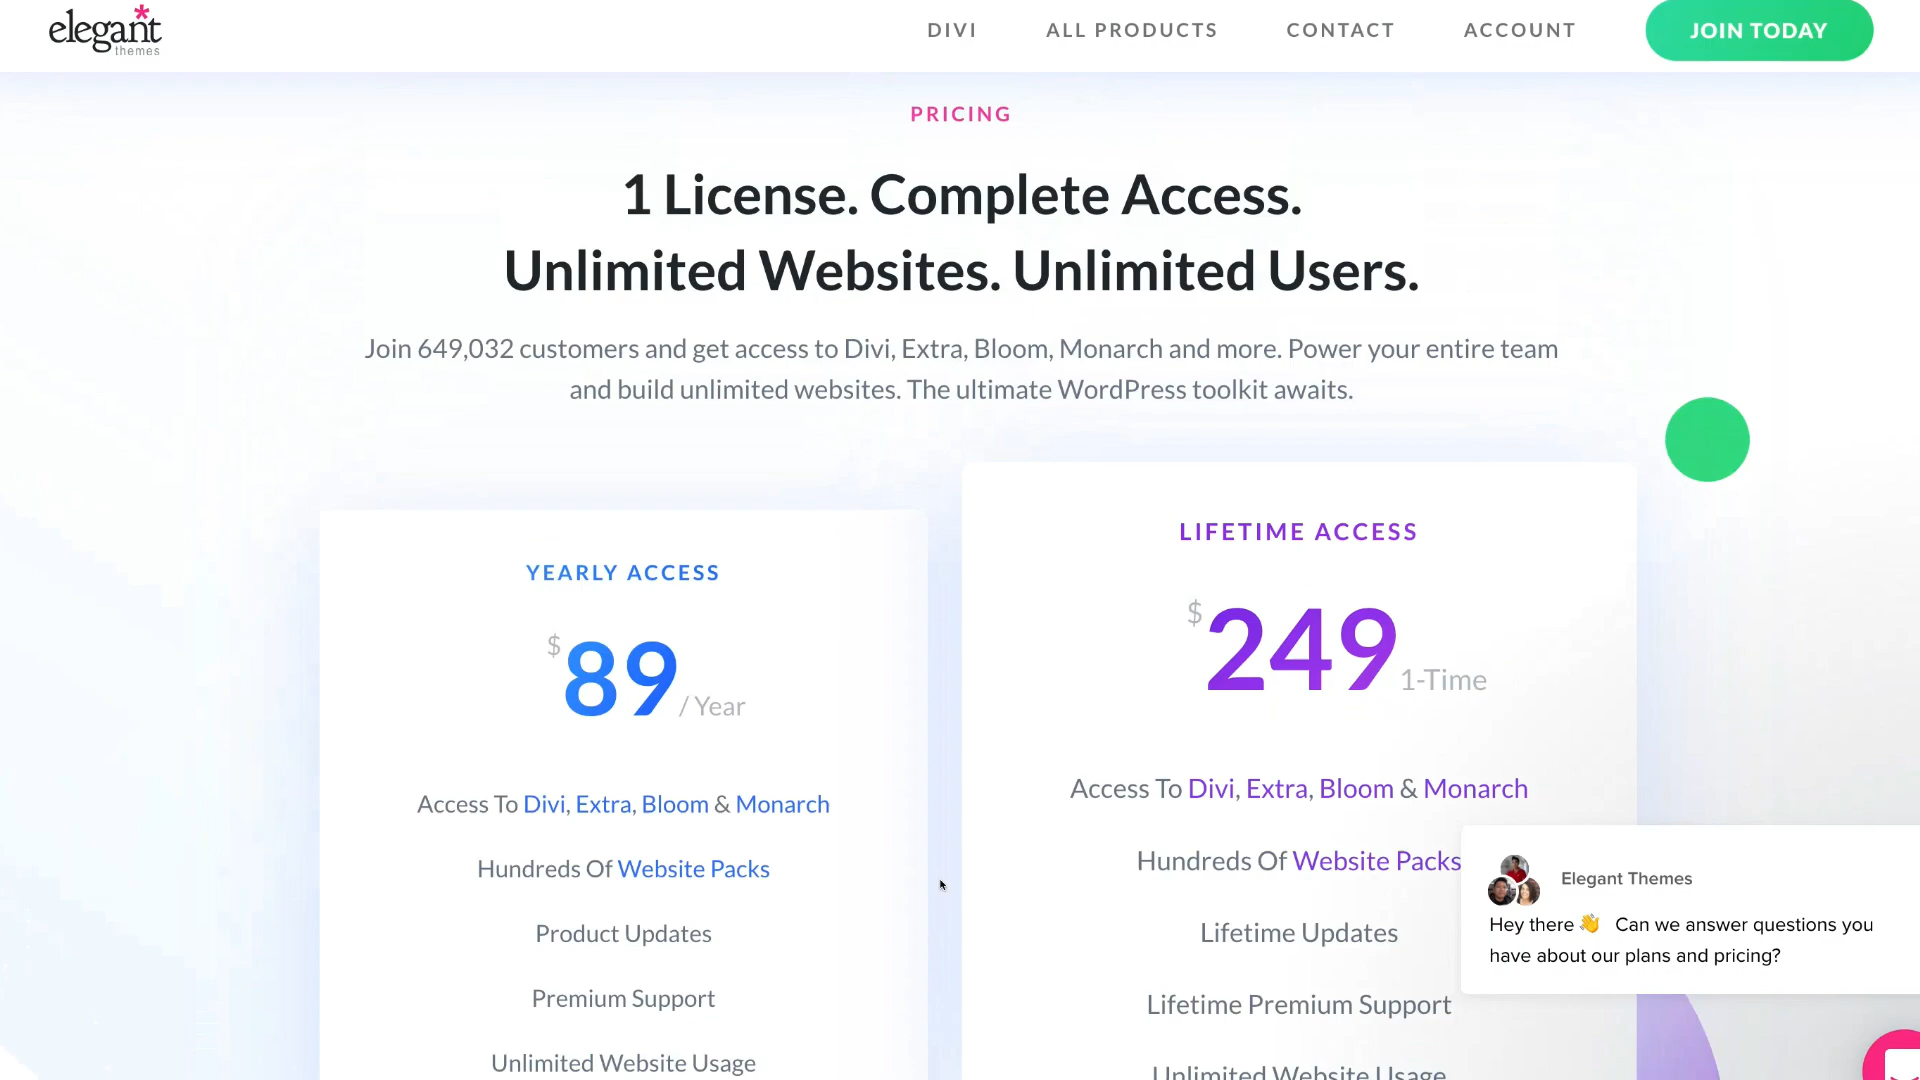 elegant
themes
DIVI
ALL PRODUCTS
CONTACT
ACCOUNT
JOIN TODAY
PRICING
1 License. Complete Access.
Unlimited Websites. Unlimited Users.
Join 649,032 customers and get access to Divi, Extra, Bloom, Monarch and more. Power your entire team
and build unlimited websites. The ultimate WordPress toolkit awaits.
YEARLY ACCESS
$89/ Year
Access To Divi, Extra, Bloom & Monarch
Hundreds Of Website Packs
Product Updates
Premium Support
Unlimited Website Usage
LIFETIME ACCESS
$249 1-Time
Access To Divi, Extra, Bloom & Monarch
Hundreds Of Website Packs
Lifetime Updates
Lifetime Premium Support
Unlimited Website Usage
Elegant Themes
Hey there 👋 Can we answer questions you
have about our plans and pricing?